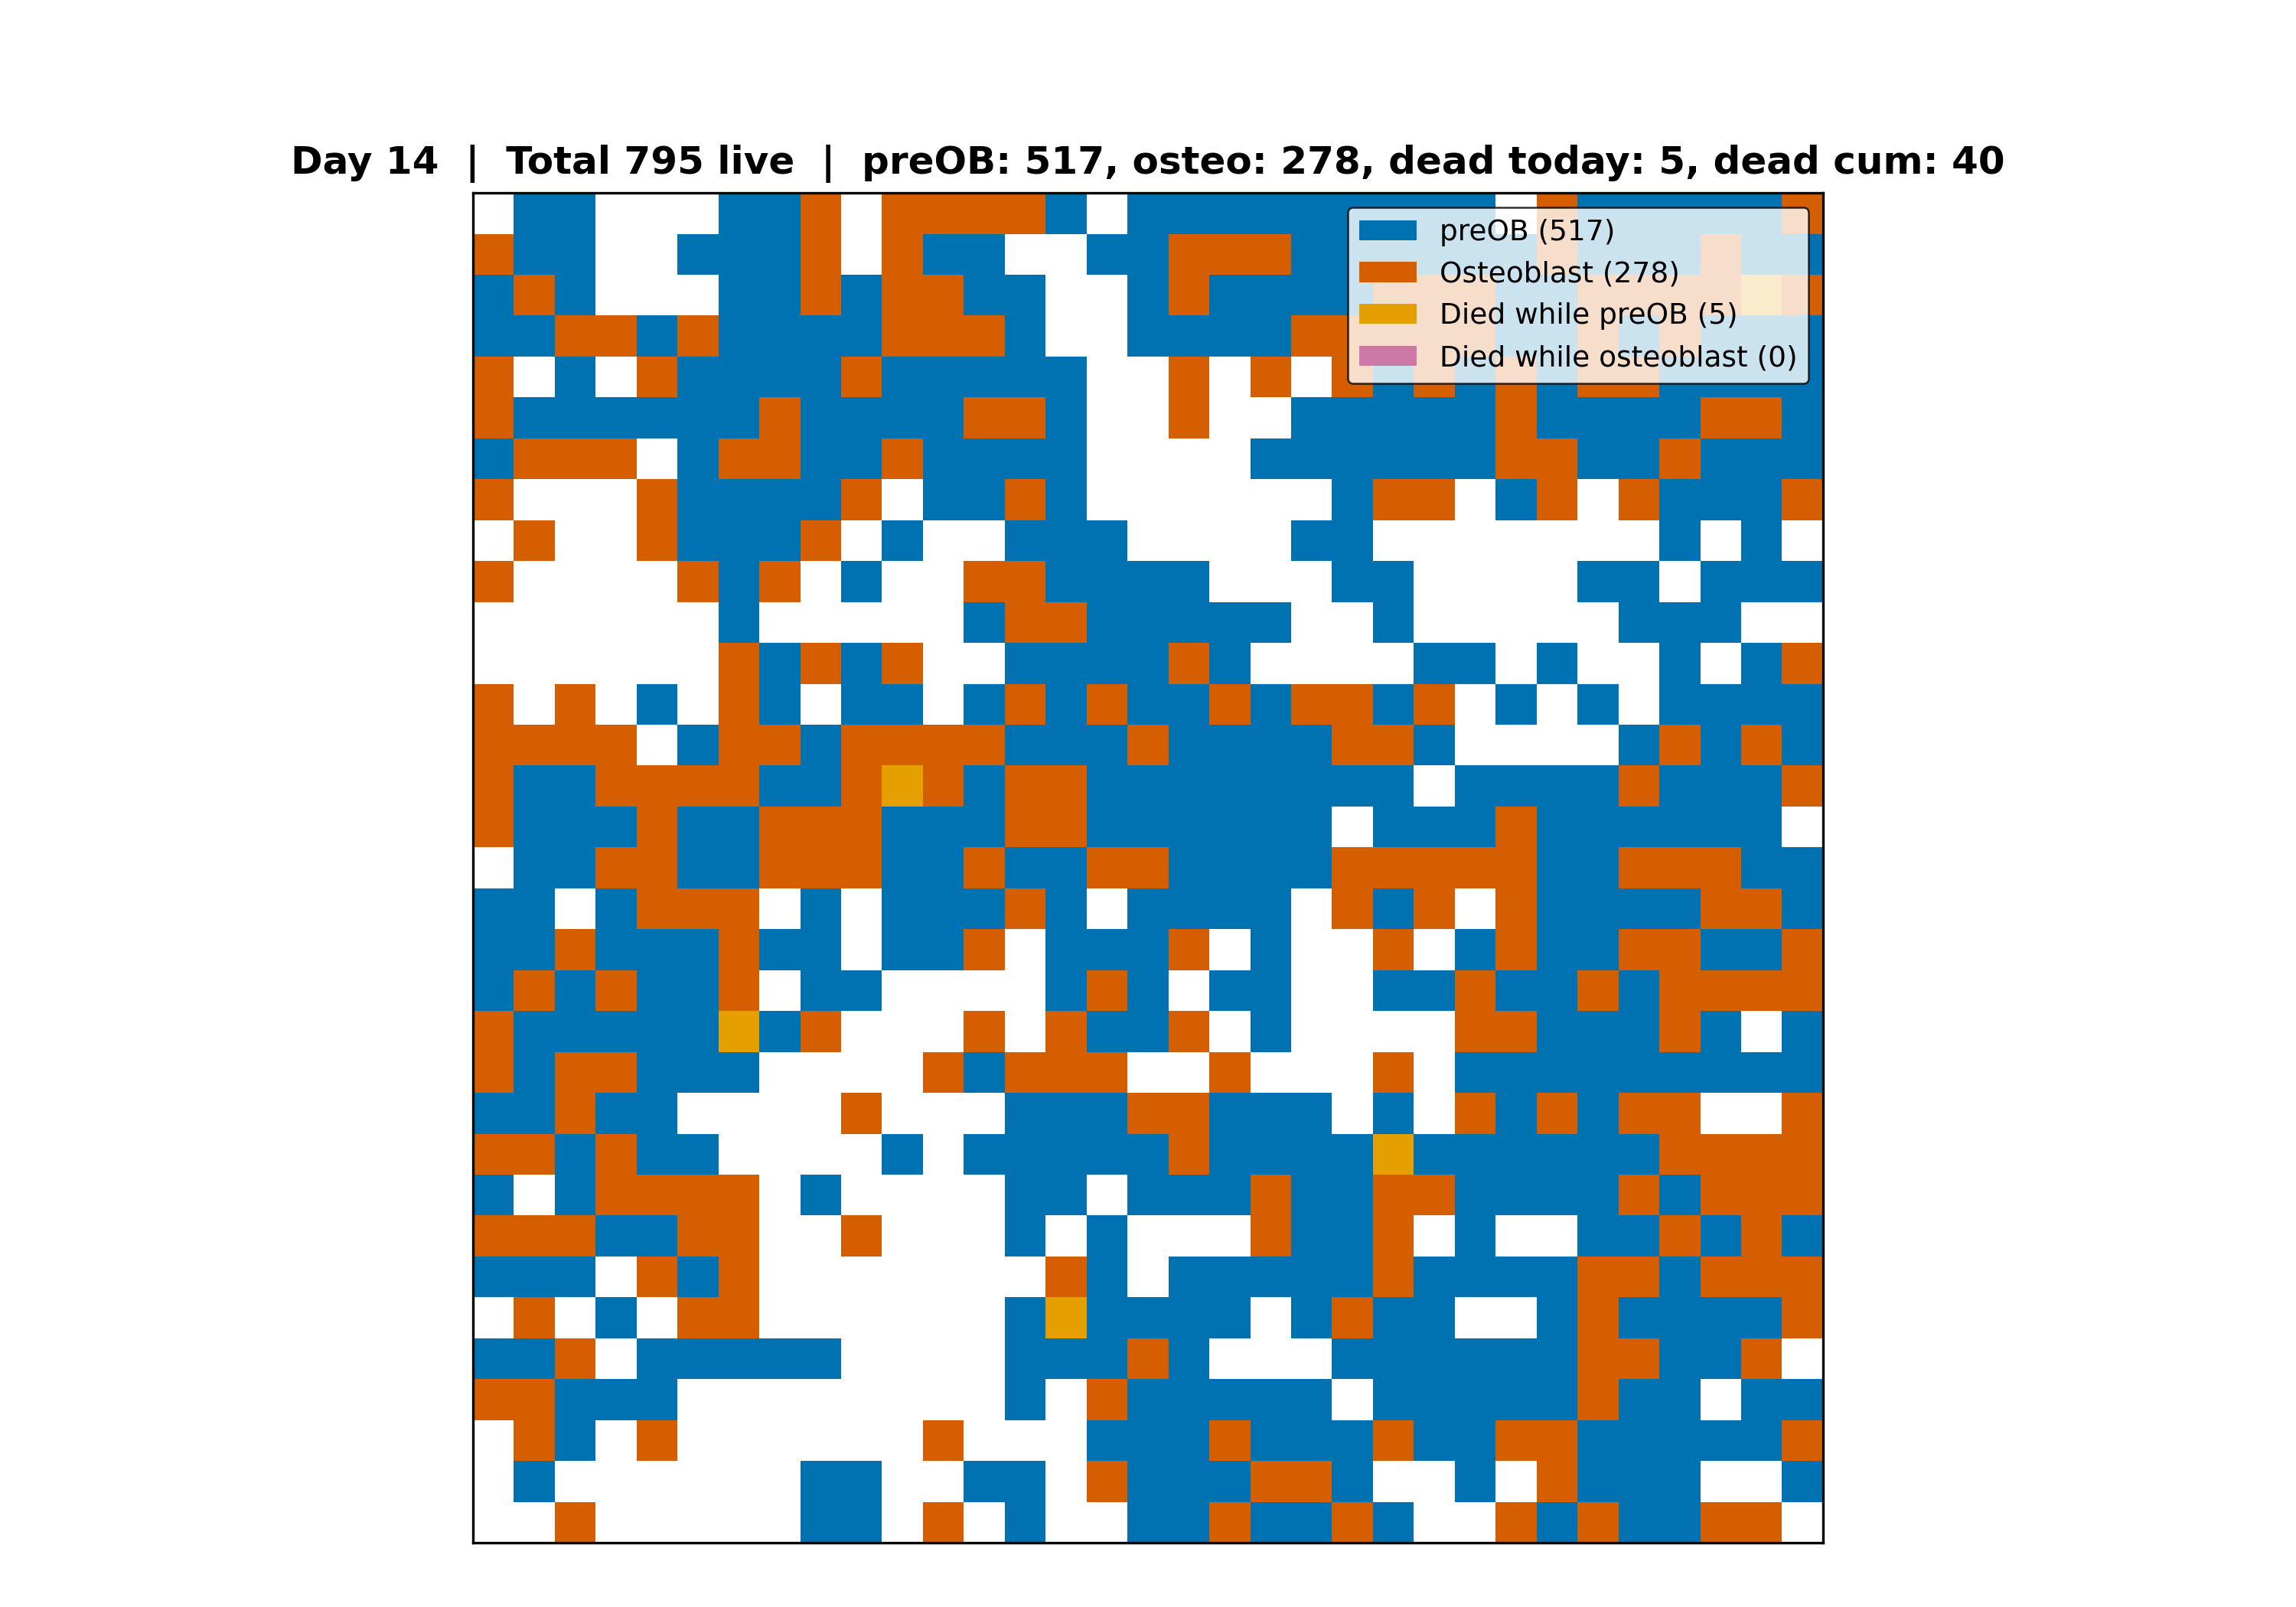 Day 14 | Total 795 live | preOB: 517, osteo: 278, dead today: 5, dead cum: 40
preOB (517)
Osteoblast (278)
Died while preOB (5)
Died while osteoblast (0)